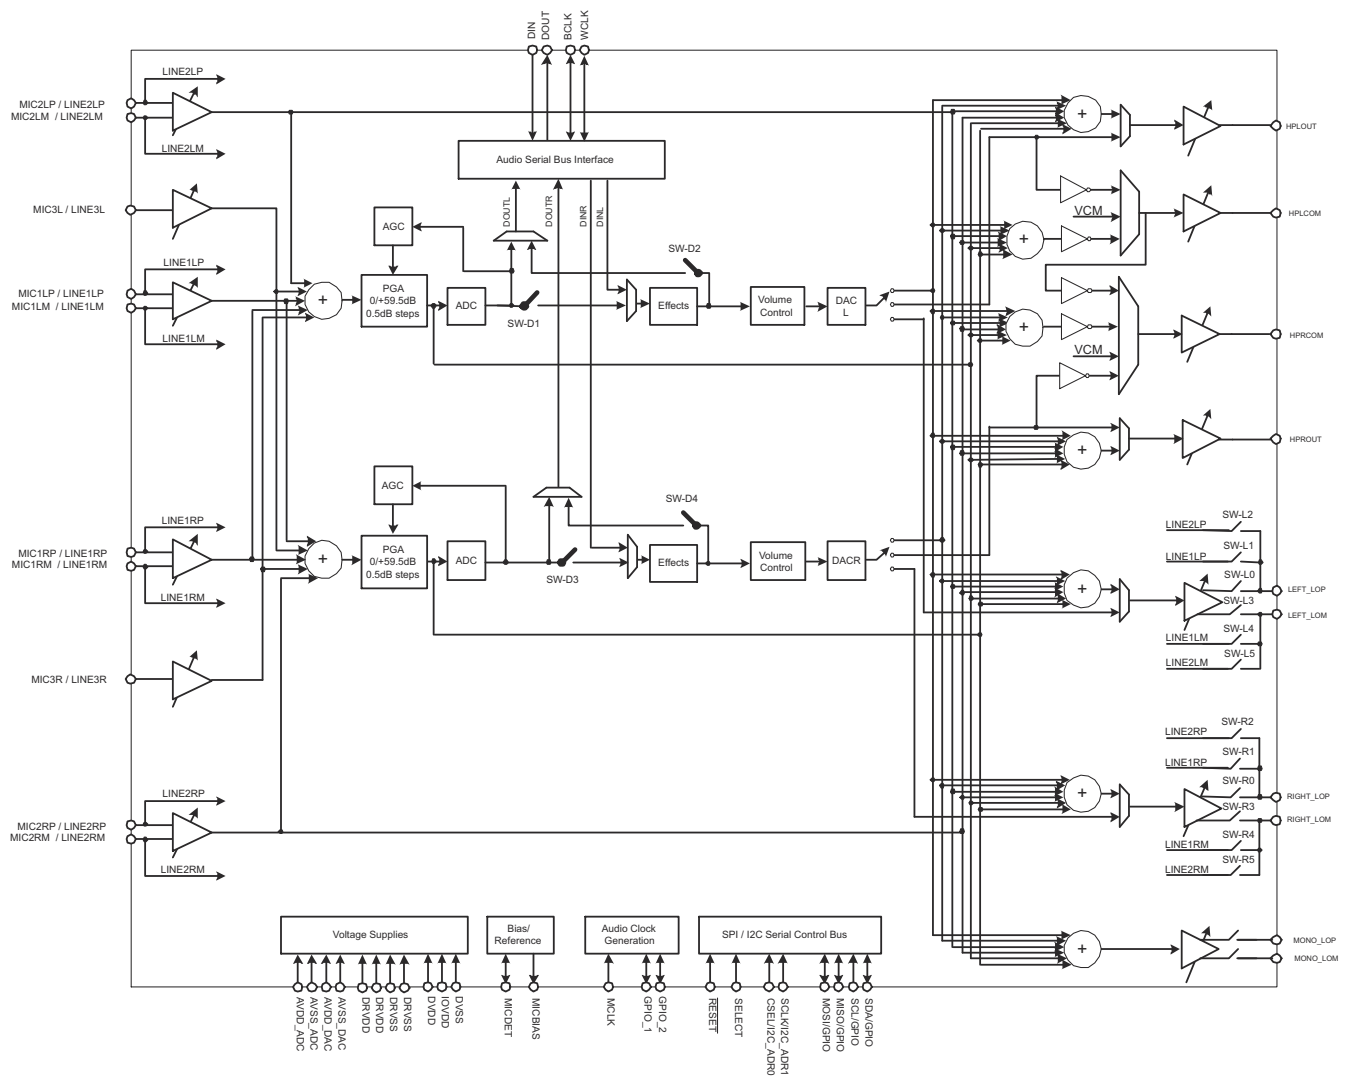 DIN
DOUT
BCLK
WCLK
LINE2LP
MIC2LP / LINE2LP
MIC2LM / LINE2LM
LINE2LM
Audio Serial Bus Interface
HPLOUT
MIC3L / LINE3L
AGC
DOUTL
DOUTR
DINR
DINL
SW-D2
+
+
VCM
HPLCOM
LINE1LP
MIC1LP / LINE1LP
MIC1LM / LINE1LM
LINE1LM
+
PGA
0/+59.5dB
0.5dB steps
ADC
SW-D1
Effects
Volume
Control
DAC
L
+
VCM
HPRCOM
+
HPROUT
AGC
SW-D4
LINE1RP
MIC1RP / LINE1RP
MIC1RM / LINE1RM
LINE1RM
+
PGA
0/+59.5dB
0.5dB steps
ADC
SW-D3
Effects
Volume
Control
DACR
+
LINE2LP
SW-L2
LINE1LP
SW-L1
SW-L0
LEFT_LOP
SW-L3
LEFT_LOM
LINE1LM
SW-L4
LINE2LM
SW-L5
MIC3R / LINE3R
LINE2RP
MIC2RP / LINE2RP
MIC2RM / LINE2RM
LINE2RM
+
LINE2RP
SW-R2
LINE1RP
SW-R1
SW-R0
RIGHT_LOP
SW-R3
RIGHT_LOM
LINE1RM
SW-R4
LINE2RM
SW-R5
Voltage Supplies
Bias/
Reference
Audio Clock
Generation
SPI / I2C Serial Control Bus
+
MONO_LOP
MONO_LOM
AVDD_ADC
AVSS_ADC
AVDD_DAC
AVSS_DAC
DRVDD
DRVDD
DRVSS
DRVSS
DVDD
IOVDD
DVSS
MICDET
MICBIAS
MCLK
GPIO_1
GPIO_2
RESET
SELECT
CSEL/I2C_ADR0
SCLK/I2C_ADR1
MOSI/GPIO
MISO/GPIO
SCL/GPIO
SDA/GPIO